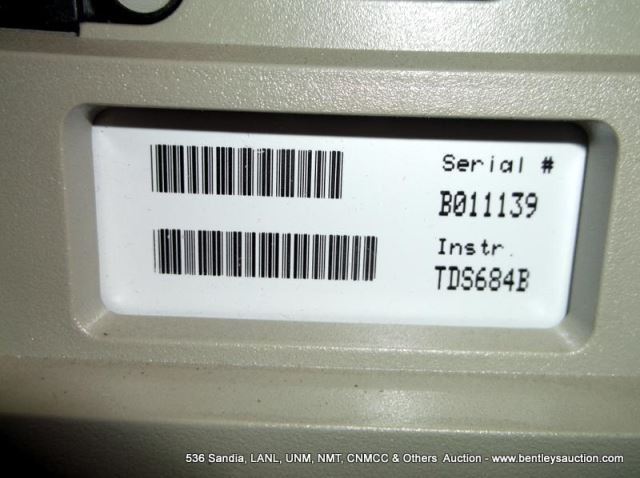 Serial #
B011139
Instr.
TDS684B
536 Sandia, LANL, UNM, NMT, CNMCC & Others Auction - www.bentleysauction.com